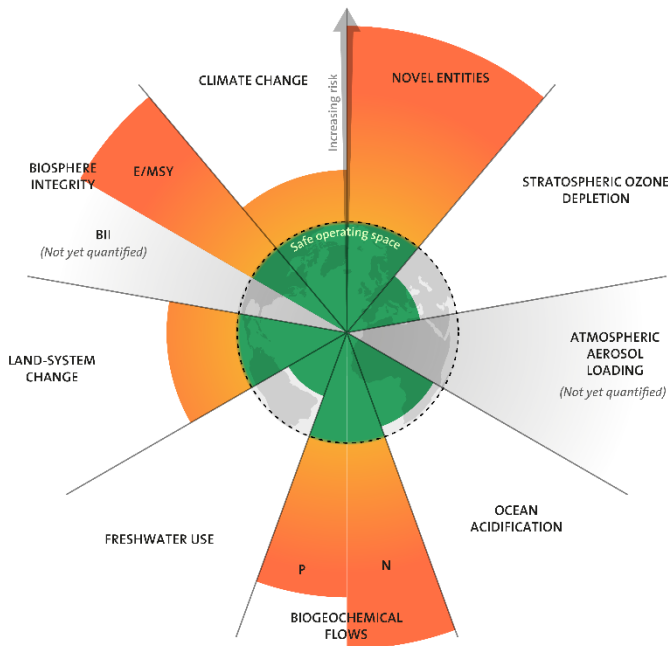 CLIMATE CHANGE
Increasing risk
NOVEL ENTITIES
BIOSPHERE
INTEGRITY
E/MSY
STRATOSPHERIC OZONE
DEPLETION
BII
(Not yet quantified)
Safe operating space
LAND-SYSTEM
CHANGE
ATMOSPHERIC
AEROSOL
LOADING
(Not yet quantified)
FRESHWATER USE
OCEAN
ACIDIFICATION
P
N
BIOGEOCHEMICAL
FLOWS